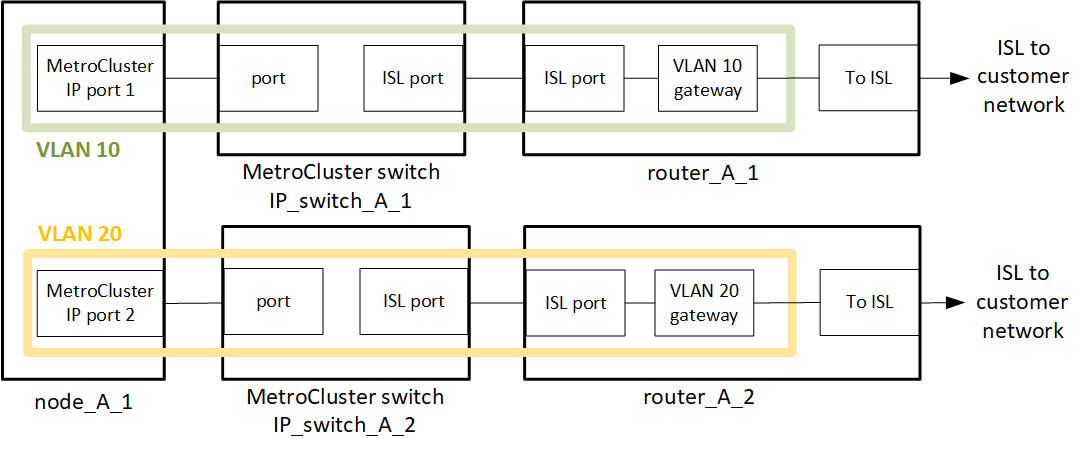 MetroCluster
IP port 1
port
ISL port
ISL port
VLAN 10
gateway
To ISL
ISL to
customer
network
VLAN 10
MetroCluster switch
IP_switch_A_1
router_A_1
VLAN 20
MetroCluster
IP port 2
port
ISL port
ISL port
VLAN 20
gateway
To ISL
ISL to
customer
network
node_A_1
MetroCluster switch
IP_switch_A_2
router_A_2